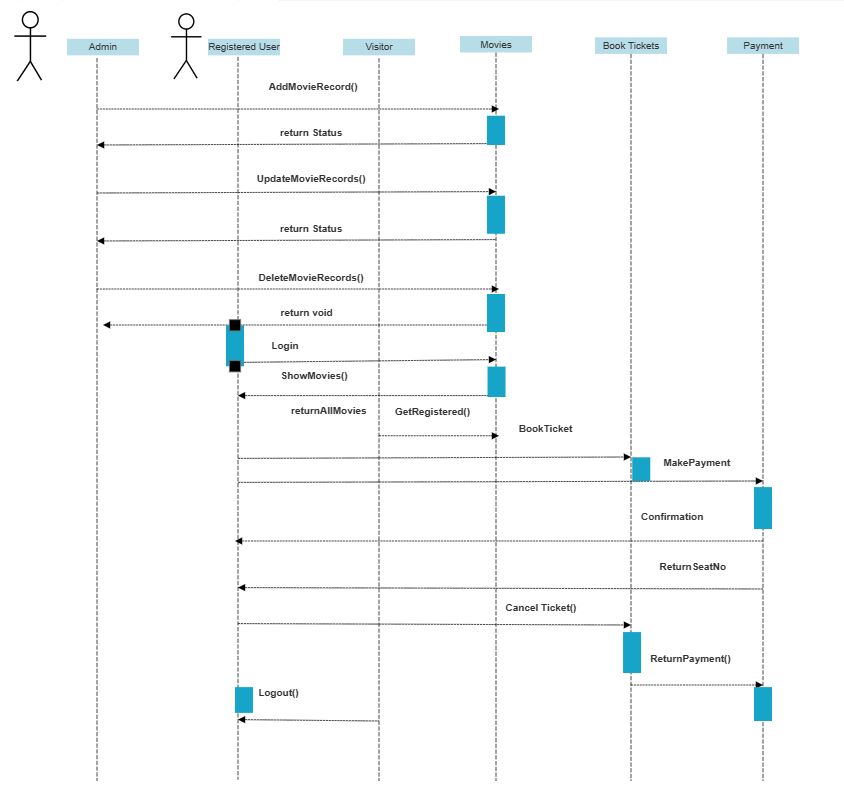 Admin
Registered User
Visitor
Movies
Book Tickets
Payment
AddMovieRecord()
return Status
UpdateMovieRecords()
return Status
DeleteMovieRecords()
return void
Login
ShowMovies()
returnAllMovies
GetRegistered()
BookTicket
MakePayment
Confirmation
ReturnSeatNo
Cancel Ticket()
ReturnPayment()
Logout()